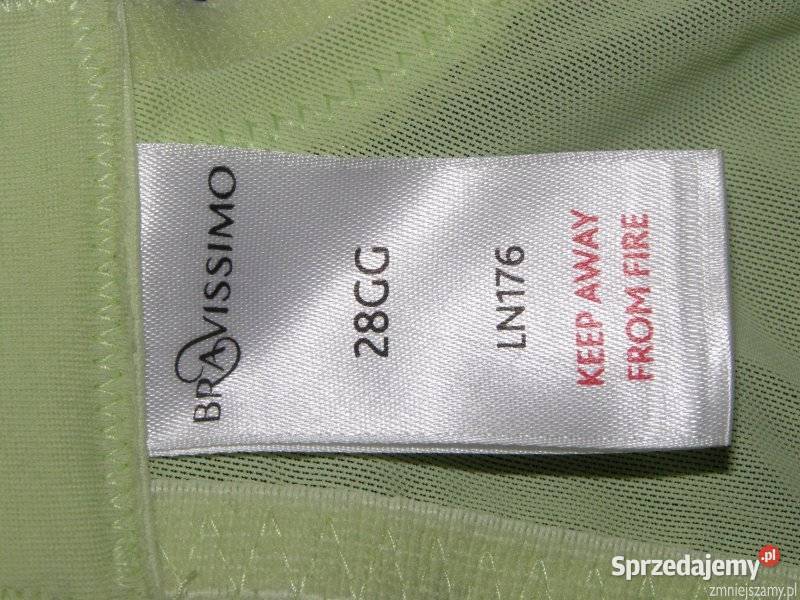 BRAVISSIMO
28GG
LN176
KEEP AWAY
FROM FIRE
Sprzedajemy.pl
zmniejszamy.pl